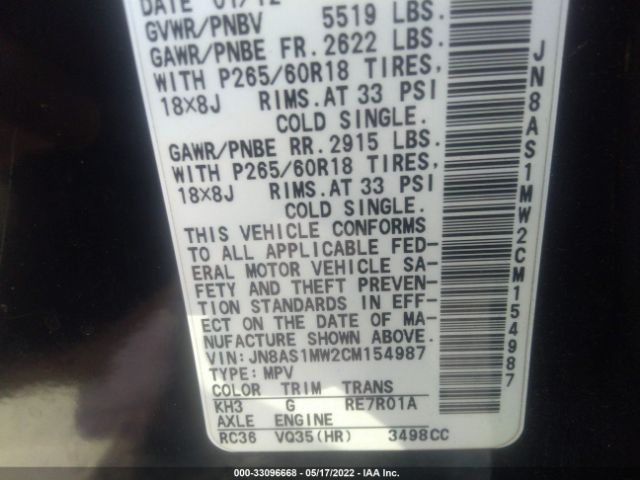 DATE 01/12
GVWR/PNBV 5519 LBS.
GAWR/PNBE FR.2622 LBS.
WITH P265/60R18 TIRES,
18X8J RIMS.AT 33 PSI
COLD SINGLE.
GAWR/PNBE RR.2915 LBS.
WITH P265/60R18 TIRES,
18X8J RIMS.AT 33 PSI
COLD SINGLE.
THIS VEHICLE CONFORMS
TO ALL APPLICABLE FED-
ERAL MOTOR VEHICLE SA-
FETY AND THEFT PREVEN-
TION STANDARDS IN EFF-
ECT ON THE DATE OF MA-
NUFACTURE SHOWN ABOVE.
VIN: JN8AS1MW2CM154987
TYPE: MPV
COLOR TRIM TRANS
KH3 G RE7R01A
AXLE ENGINE
RC36 VQ35(HR) 3498CC
JN8AS1MW2CM154987
000-33096668 - 05/17/2022 - IAA Inc.